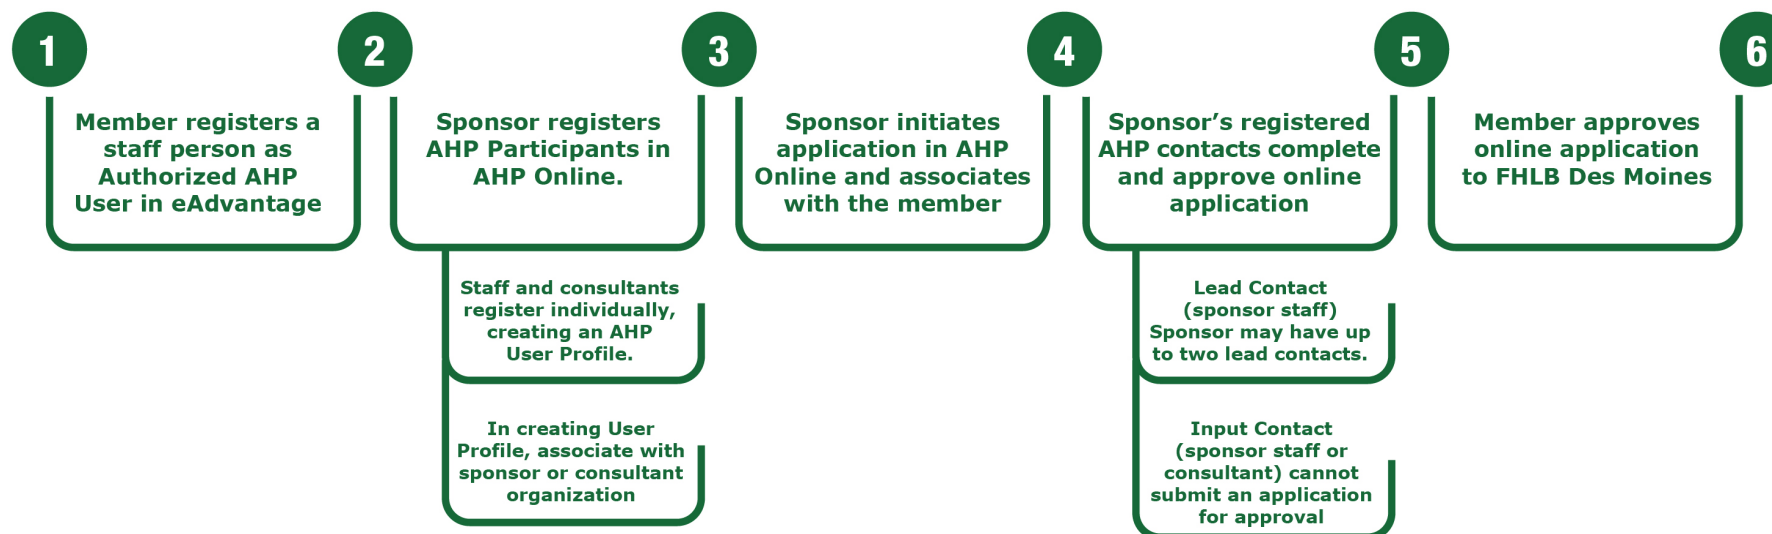 1
Member registers a
staff person as
Authorized AHP
User in eAdvantage
2
Sponsor registers
AHP Participants in
AHP Online.
Staff and consultants
register individually,
creating an AHP
User Profile.
In creating User
Profile, associate with
sponsor or consultant
organization
3
Sponsor initiates
application in AHP
Online and associates
with the member
4
Sponsor’s registered
AHP contacts complete
and approve online
application
Lead Contact
(sponsor staff)
Sponsor may have up
to two lead contacts.
Input Contact
(sponsor staff or
consultant) cannot
submit an application
for approval
5
Member approves
online application
to FHLB Des Moines
6